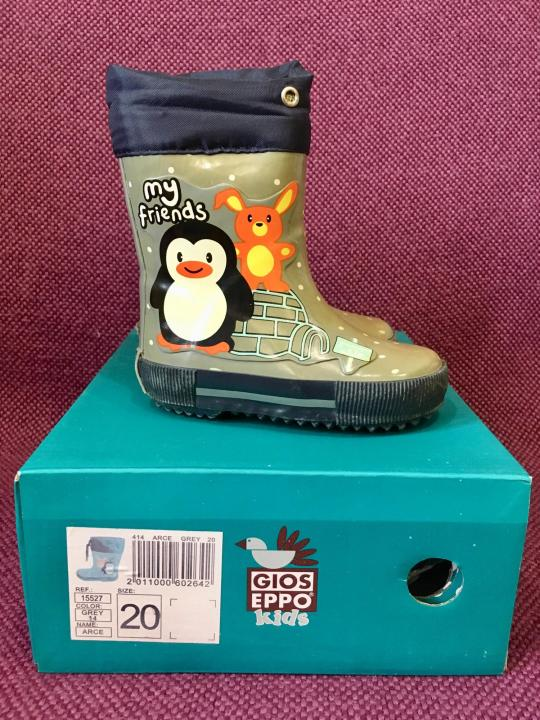 my
friends
414 ARCE GREY 20
2 011000 602642
REF.:
15527
COLOR:
GREY
14
NAME:
ARCE
SIZE:
20
GIOS
EPPO®
kids